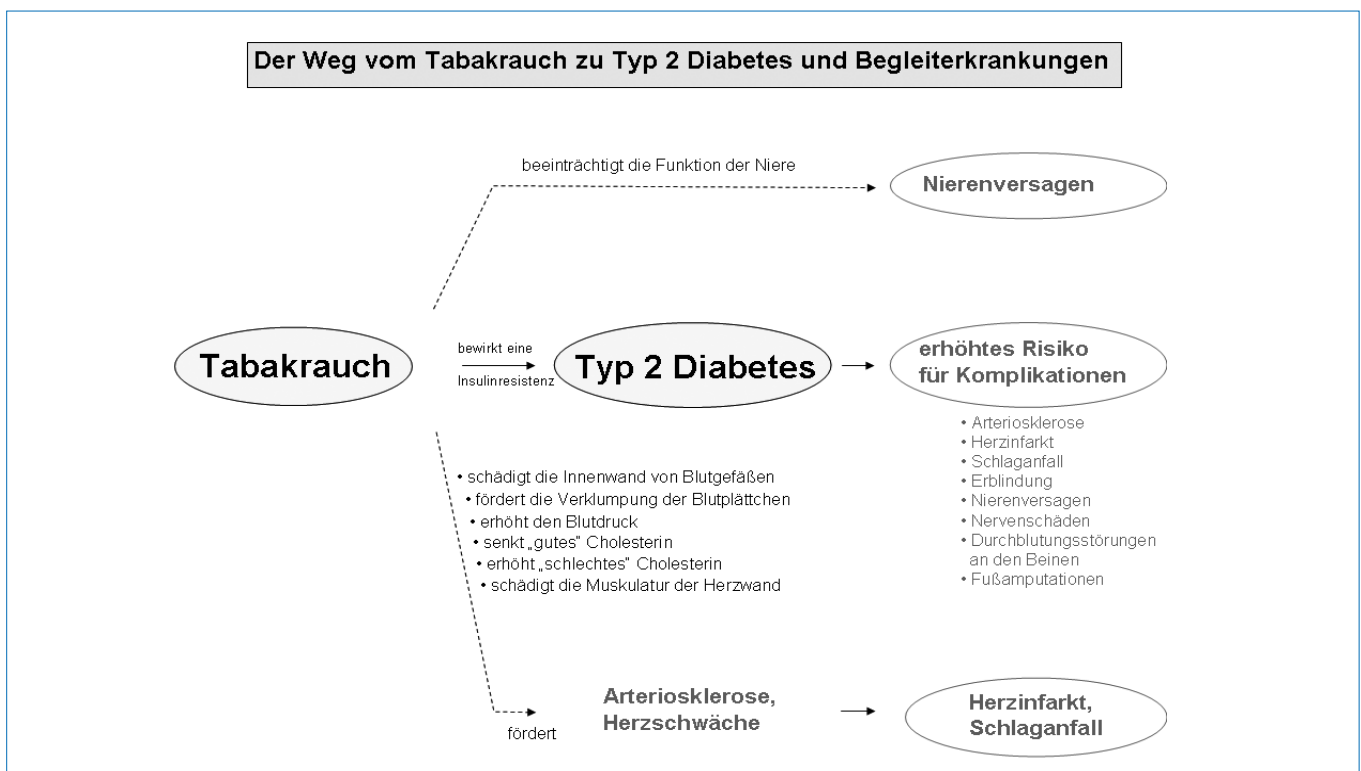 Der Weg vom Tabakrauch zu Typ 2 Diabetes und Begleiterkrankungen
beeinträchtigt die Funktion der Niere
Nierenversagen
Tabakrauch
bewirkt eine
Insulinresistenz
Typ 2 Diabetes
erhöhtes Risiko
für Komplikationen
• Arteriosklerose
• Herzinfarkt
• Schlaganfall
• Erblindung
• Nierenversagen
• Nervenschäden
• Durchblutungsstörungen
an den Beinen
• Fußamputationen
• schädigt die Innenwand von Blutgefäßen
• fördert die Verklumpung der Blutplättchen
• erhöht den Blutdruck
• senkt „gutes" Cholesterin
• erhöht „schlechtes" Cholesterin
• schädigt die Muskulatur der Herzwand
fördert
Arteriosklerose,
Herzschwäche
Herzinfarkt,
Schlaganfall